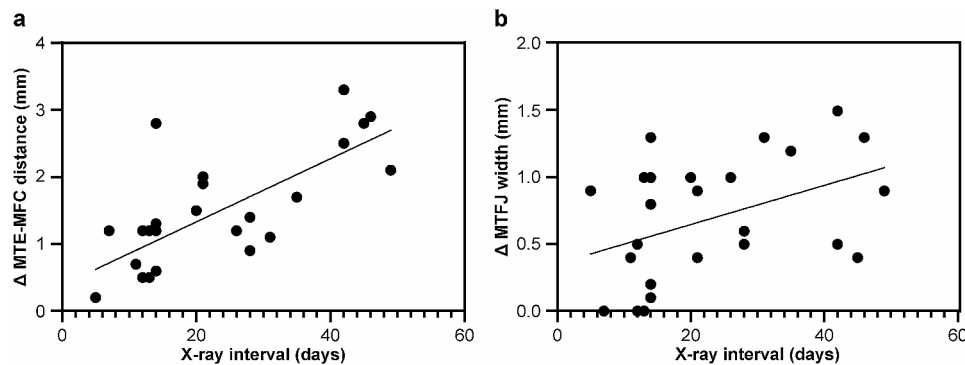 a
Δ MTE-MFC distance (mm)
4
3
2
1
0
0 20 40 60
X-ray interval (days)
b
Δ MTFJ width (mm)
2.0
1.5
1.0
0.5
0.0
0 20 40 60
X-ray interval (days)